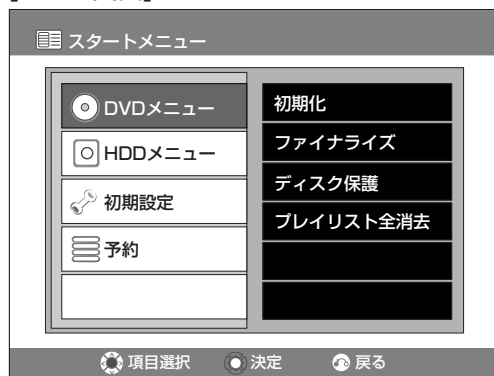 スタートメニュー
DVDメニュー
HDDメニュー
初期設定
予約
初期化
ファイナライズ
ディスク保護
プレイリスト全消去
項目選択 決定 戻る